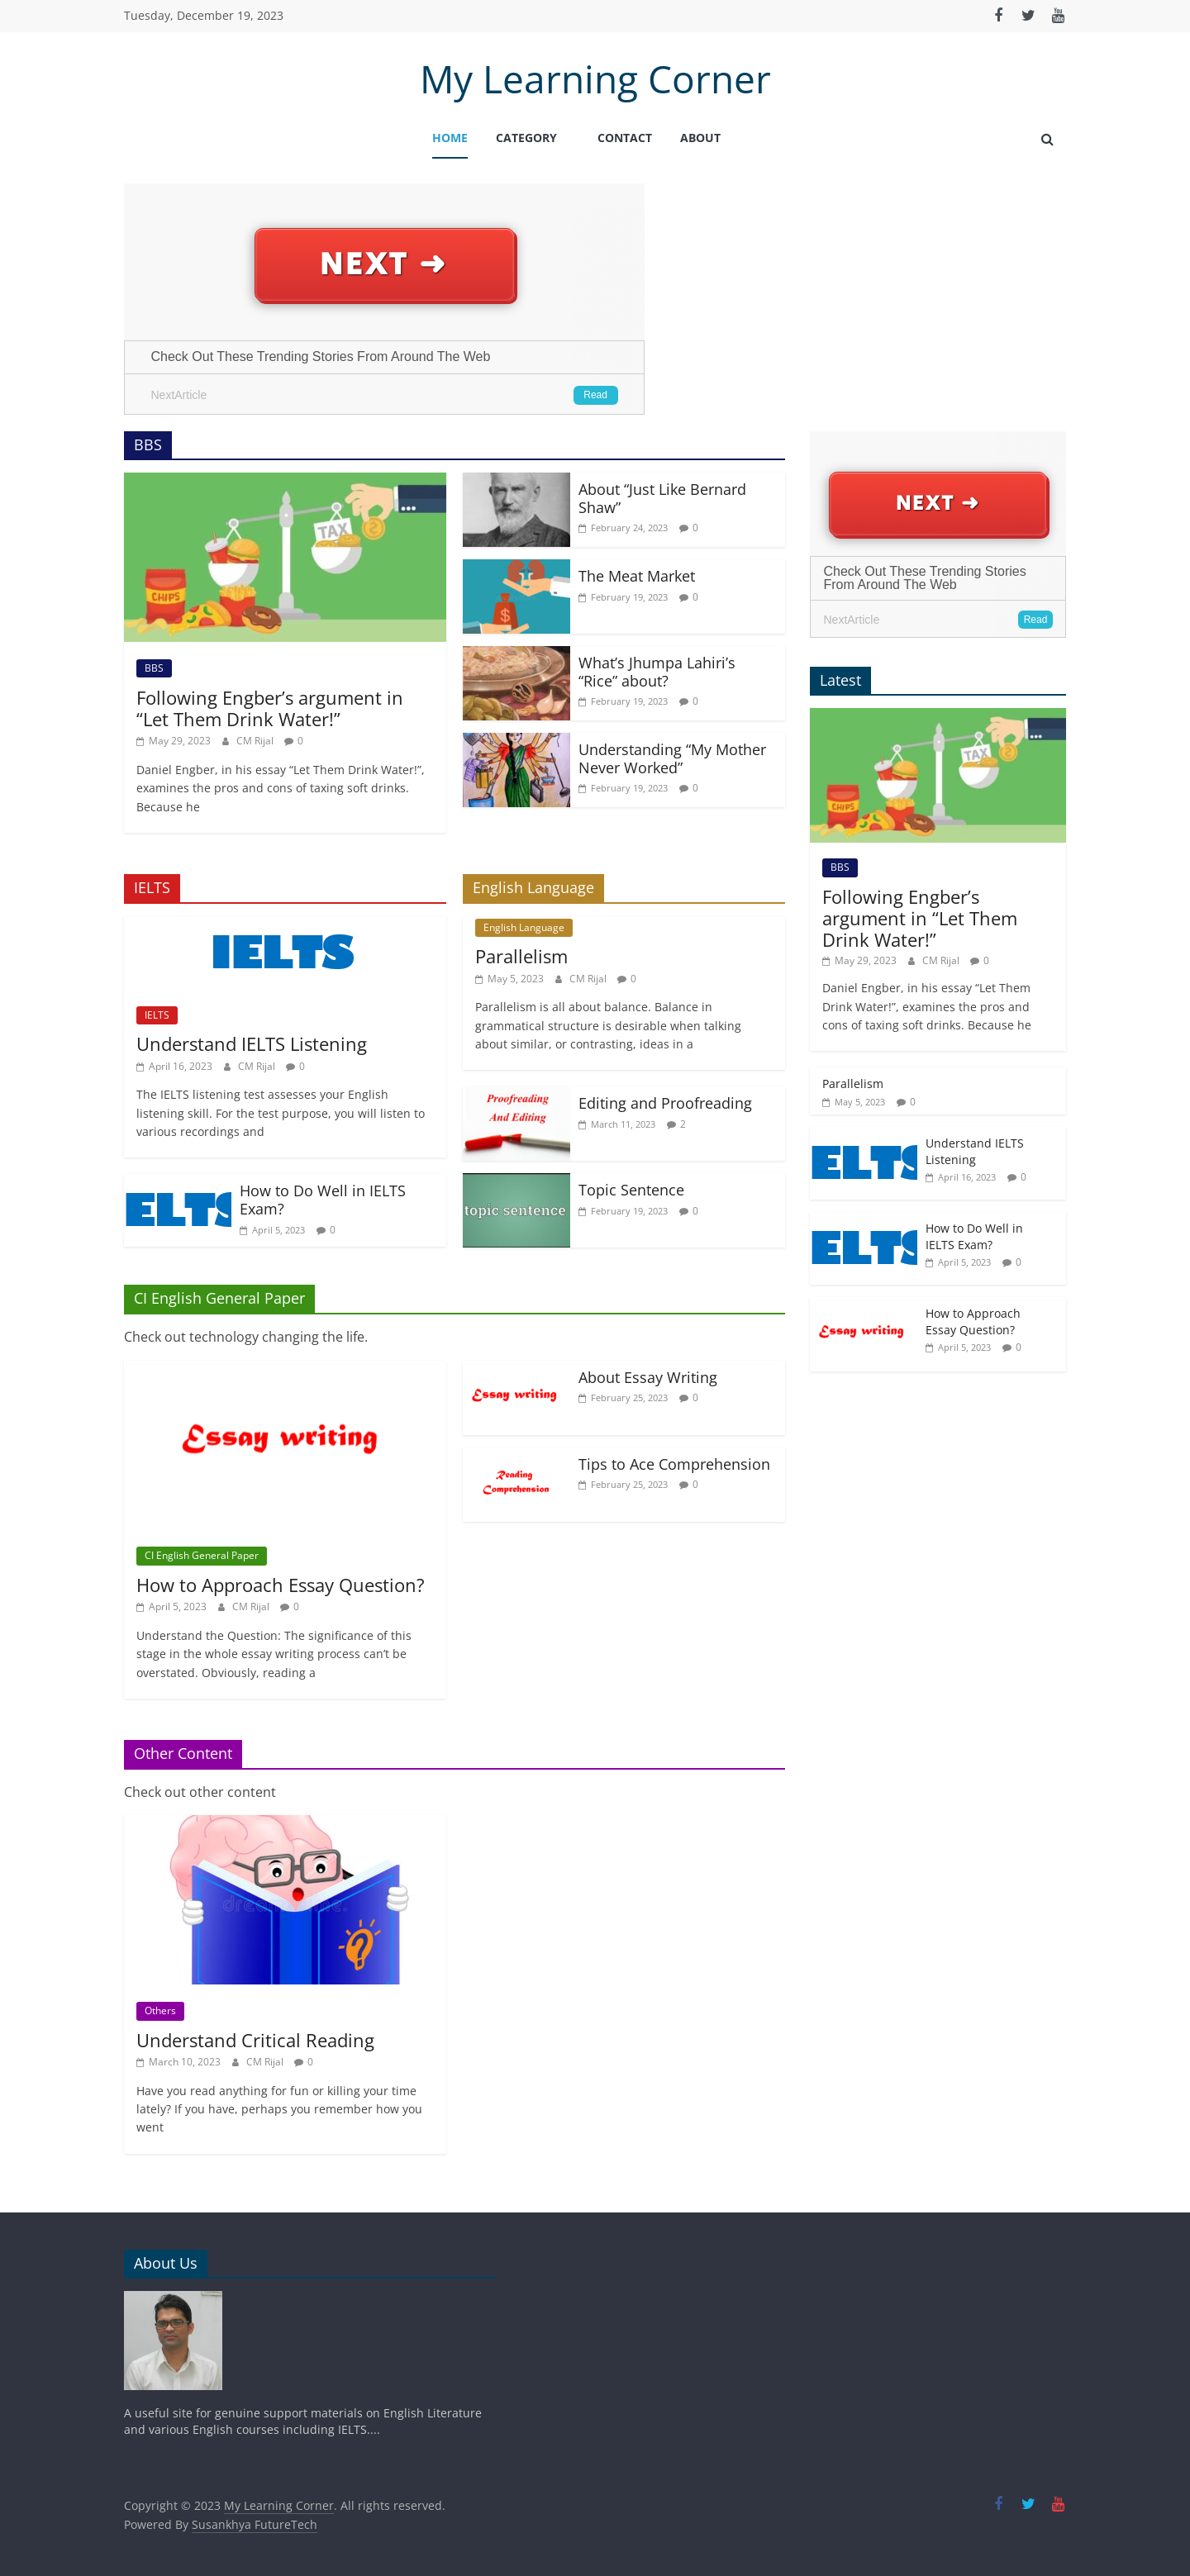 Tuesday, December 19, 2023
My Learning Corner
HOME CATEGORY CONTACT ABOUT
NEXT ➜
Check Out These Trending Stories From Around The Web
NextArticle
Read
BBS
TAX
CHIPS
BBS
Following Engber’s argument in
“Let Them Drink Water!”
May 29, 2023 CM Rijal 0
Daniel Engber, in his essay “Let Them Drink Water!”,
examines the pros and cons of taxing soft drinks.
Because he
About “Just Like Bernard
Shaw”
February 24, 2023 0
The Meat Market
February 19, 2023 0
What’s Jhumpa Lahiri’s
“Rice” about?
February 19, 2023 0
Understanding “My Mother
Never Worked”
February 19, 2023 0
NEXT ➜
Check Out These Trending Stories
From Around The Web
NextArticle
Read
Latest
TAX
CHIPS
BBS
Following Engber’s
argument in “Let Them
Drink Water!”
May 29, 2023 CM Rijal 0
Daniel Engber, in his essay “Let Them
Drink Water!”, examines the pros and
cons of taxing soft drinks. Because he
Parallelism
May 5, 2023 0
IELTS
Understand IELTS
Listening
April 16, 2023 0
IELTS
How to Do Well in
IELTS Exam?
April 5, 2023 0
Essay writing
How to Approach
Essay Question?
April 5, 2023 0
IELTS
IELTS
IELTS
Understand IELTS Listening
April 16, 2023 CM Rijal 0
The IELTS listening test assesses your English
listening skill. For the test purpose, you will listen to
various recordings and
IELTS
How to Do Well in IELTS
Exam?
April 5, 2023 0
English Language
English Language
Parallelism
May 5, 2023 CM Rijal 0
Parallelism is all about balance. Balance in
grammatical structure is desirable when talking
about similar, or contrasting, ideas in a
Proofreading
And Editing
Editing and Proofreading
March 11, 2023 2
topic sentence
Topic Sentence
February 19, 2023 0
CI English General Paper
Check out technology changing the life.
Essay writing
CI English General Paper
How to Approach Essay Question?
April 5, 2023 CM Rijal 0
Understand the Question: The significance of this
stage in the whole essay writing process can’t be
overstated. Obviously, reading a
Essay writing
About Essay Writing
February 25, 2023 0
Reading
Comprehension
Tips to Ace Comprehension
February 25, 2023 0
Other Content
Check out other content
Others
Understand Critical Reading
March 10, 2023 CM Rijal 0
Have you read anything for fun or killing your time
lately? If you have, perhaps you remember how you
went
About Us
A useful site for genuine support materials on English Literature
and various English courses including IELTS....
Copyright © 2023 My Learning Corner. All rights reserved.
Powered By Susankhya FutureTech